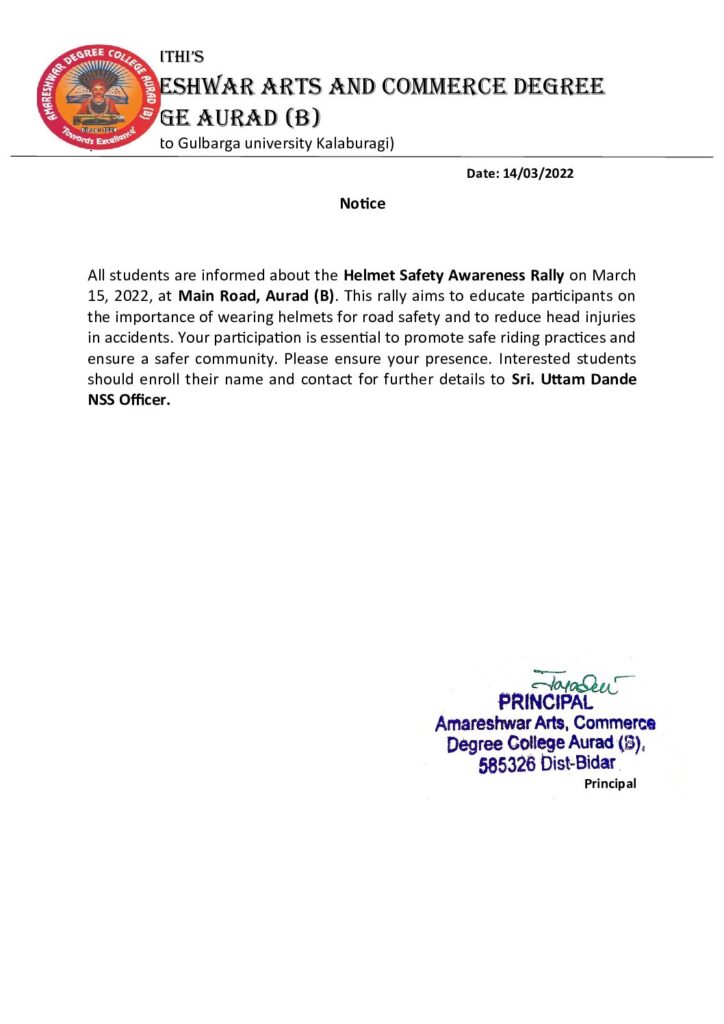 AMARESHWAR DEGREE COLLEGE AURAD (B)
"Towards Excellence"
ITHI'S
ESHWAR ARTS AND COMMERCE DEGREE
GE AURAD (B)
to Gulbarga university Kalaburagi)
Date: 14/03/2022
Notice
All students are informed about the Helmet Safety Awareness Rally on March
15, 2022, at Main Road, Aurad (B). This rally aims to educate participants on
the importance of wearing helmets for road safety and to reduce head injuries
in accidents. Your participation is essential to promote safe riding practices and
ensure a safer community. Please ensure your presence. Interested students
should enroll their name and contact for further details to Sri. Uttam Dande
NSS Officer.
PRINCIPAL
Amareshwar Arts, Commerce
Degree College Aurad (B),
585326 Dist-Bidar
Principal